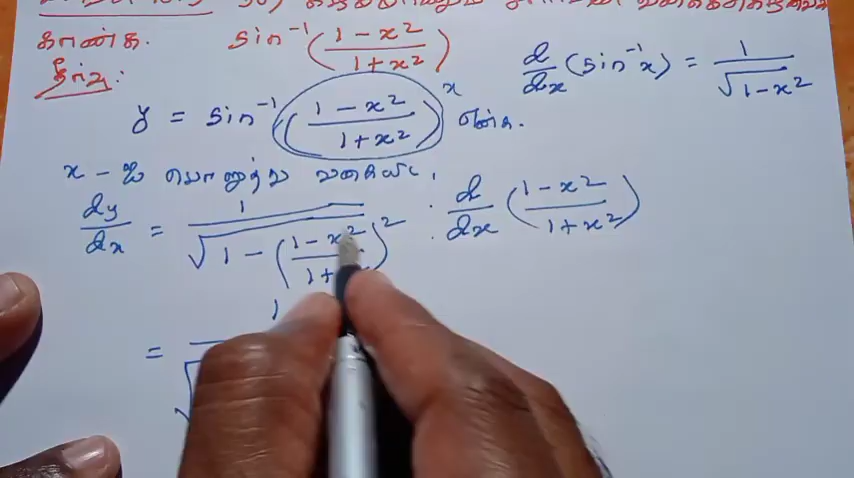 காண்க. sin⁻¹ ((1 - x²)/(1 + x²))
தீர்வு:
d/dx (sin⁻¹x) = 1/√(1 - x²)
y = sin⁻¹ ((1 - x²)/(1 + x²)) x என்க.
x - ஐ பொறுத்து வகையிட,
dy/dx = 1/√(1 - ((1 - x²)/(1 +))²) · d/dx ((1 - x²)/(1 + x²))
= 1